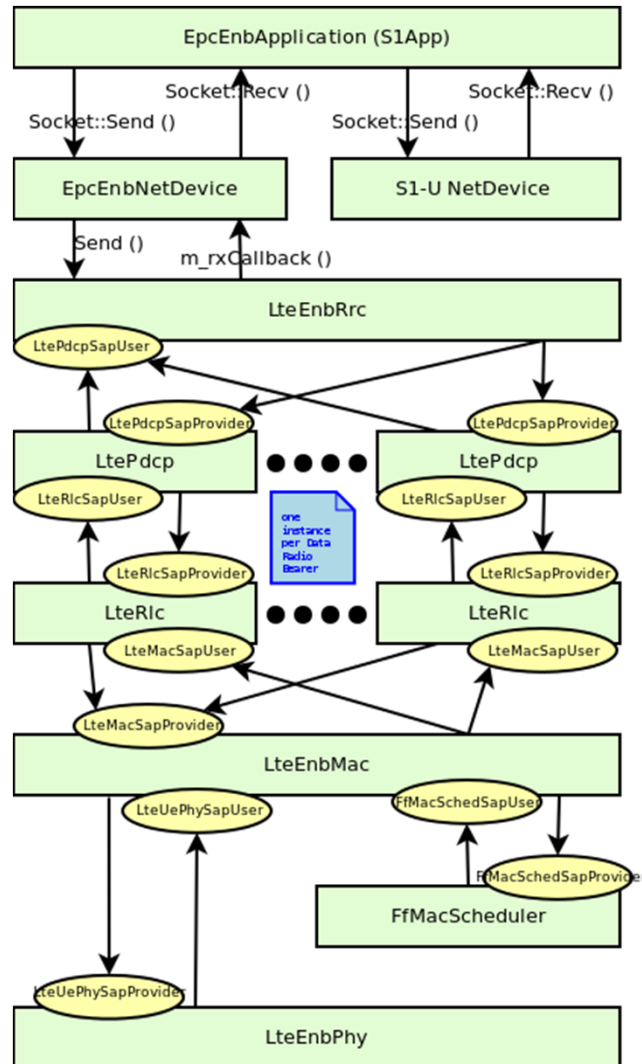 EpcEnbApplication (S1App)
Socket::Recv () Socket::Recv ()
Socket::Send () Socket::Send ()
EpcEnbNetDevice S1-U NetDevice
Send ()
m_rxCallback ()
LteEnbRrc
LtePdcpSapUser
LtePdcpSapProvider LtePdcpSapProvider
LtePdcp LtePdcp
LteRlcSapUser LteRlcSapUser
one
instance
per Data
Radio
Bearer
LteRlcSapProvider LteRlcSapProvider
LteRlc LteRlc
LteMacSapUser LteMacSapUser
LteMacSapProvider
LteEnbMac
LteUePhySapUser FfMacSchedSapUser
FfMacSchedSapProvider
FfMacScheduler
LteUePhySapProvider
LteEnbPhy